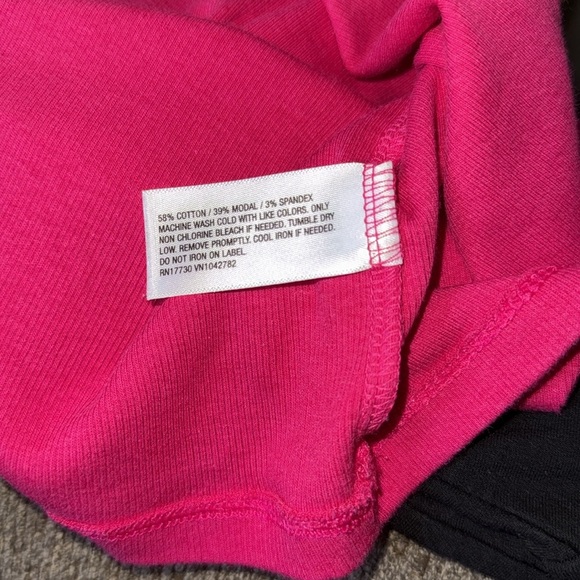 58% COTTON / 39% MODAL / 3% SPANDEX
MACHINE WASH COLD WITH LIKE COLORS. ONLY
NON CHLORINE BLEACH IF NEEDED. TUMBLE DRY
LOW. REMOVE PROMPTLY. COOL IRON IF NEEDED.
DO NOT IRON ON LABEL.
RN17730 VN1042782